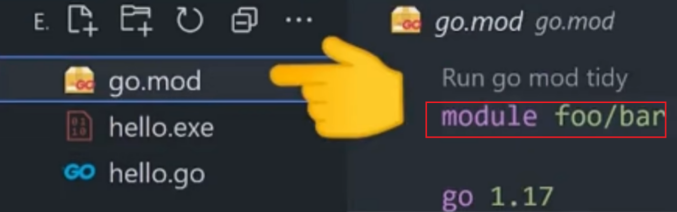 E.
go.mod
hello.exe
hello.go
go.mod go.mod
Run go mod tidy
module foo/bar
go 1.17